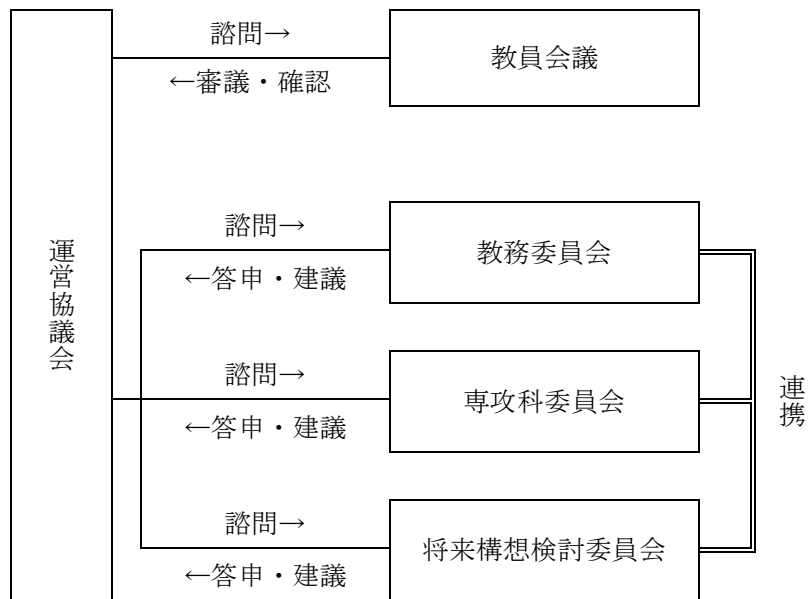 諮問→
教員会議
←審議・確認
運営協議会
諮問→
教務委員会
←答申・建議
諮問→
専攻科委員会
←答申・建議
連携
諮問→
将来構想検討委員会
←答申・建議